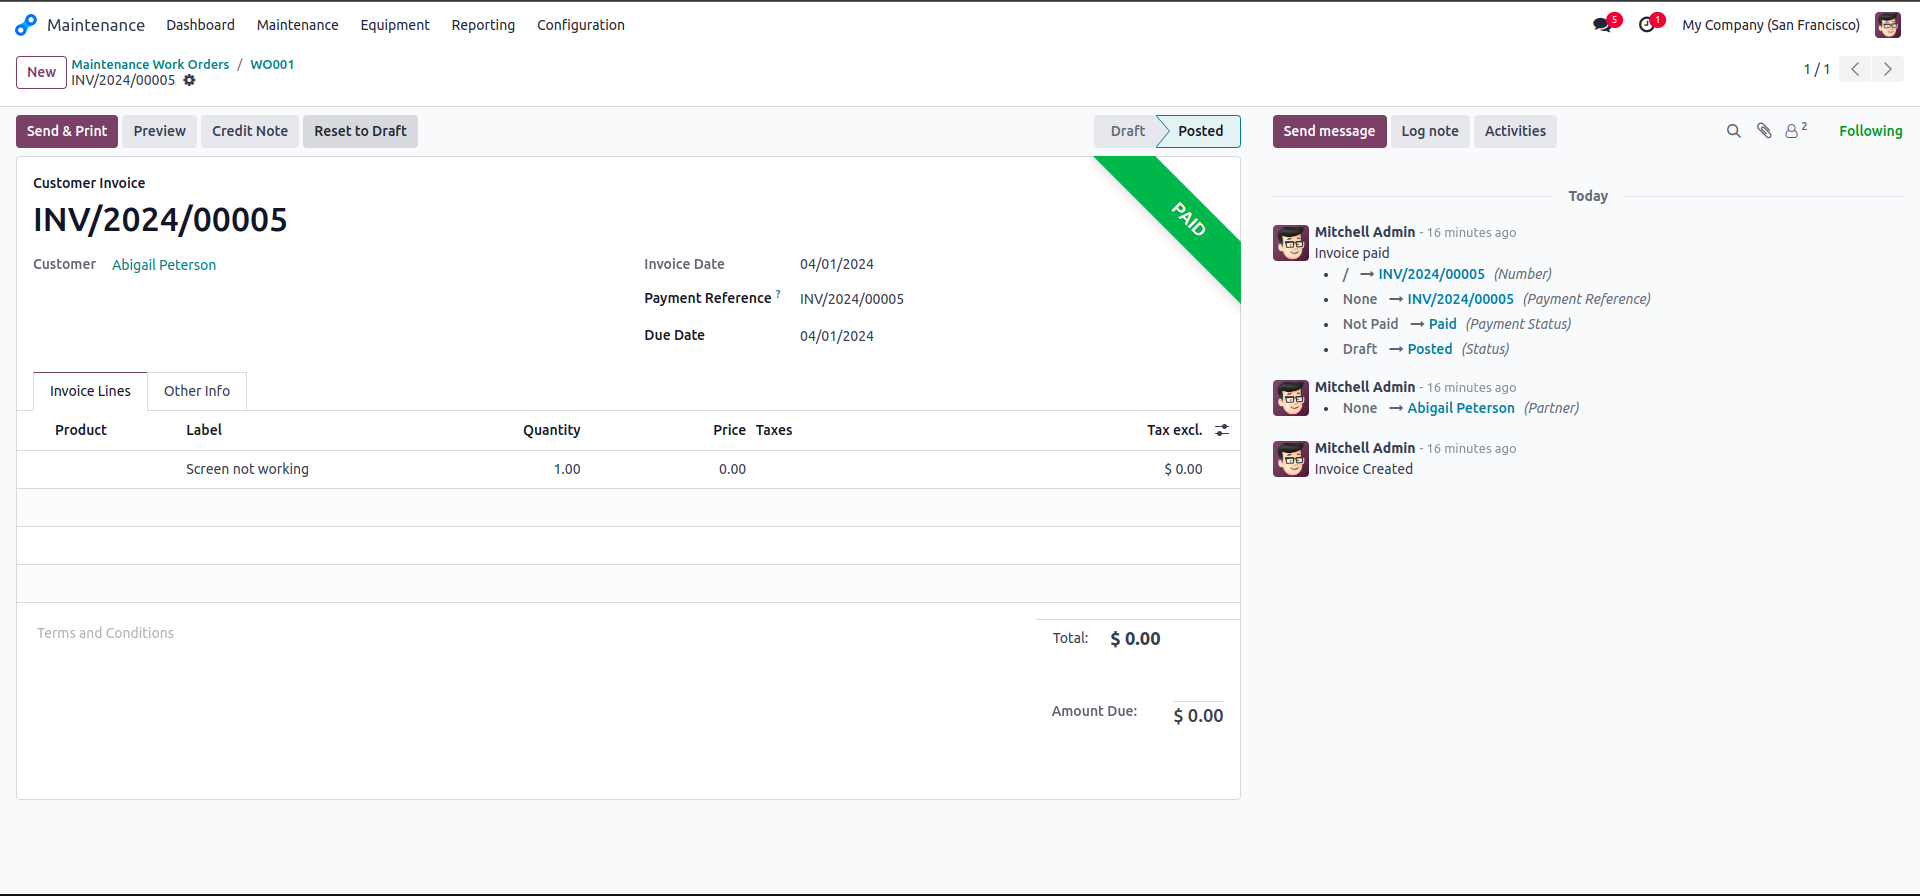 Maintenance Dashboard Maintenance Equipment Reporting Configuration 5 1 My Company (San Francisco)
New Maintenance Work Orders / WO001
INV/2024/00005
1 / 1
Send & Print Preview Credit Note Reset to Draft Draft Posted
Send message Log note Activities 2 Following
Customer Invoice
INV/2024/00005
PAID
Customer Abigail Peterson
Invoice Date 04/01/2024
Payment Reference ? INV/2024/00005
Due Date 04/01/2024
Invoice Lines Other Info
Product Label Quantity Price Taxes Tax excl.
Screen not working 1.00 0.00 $ 0.00
Terms and Conditions
Total: $ 0.00
Amount Due: $ 0.00
Today
Mitchell Admin - 16 minutes ago
Invoice paid
• / → INV/2024/00005 (Number)
• None → INV/2024/00005 (Payment Reference)
• Not Paid → Paid (Payment Status)
• Draft → Posted (Status)
Mitchell Admin - 16 minutes ago
• None → Abigail Peterson (Partner)
Mitchell Admin - 16 minutes ago
Invoice Created